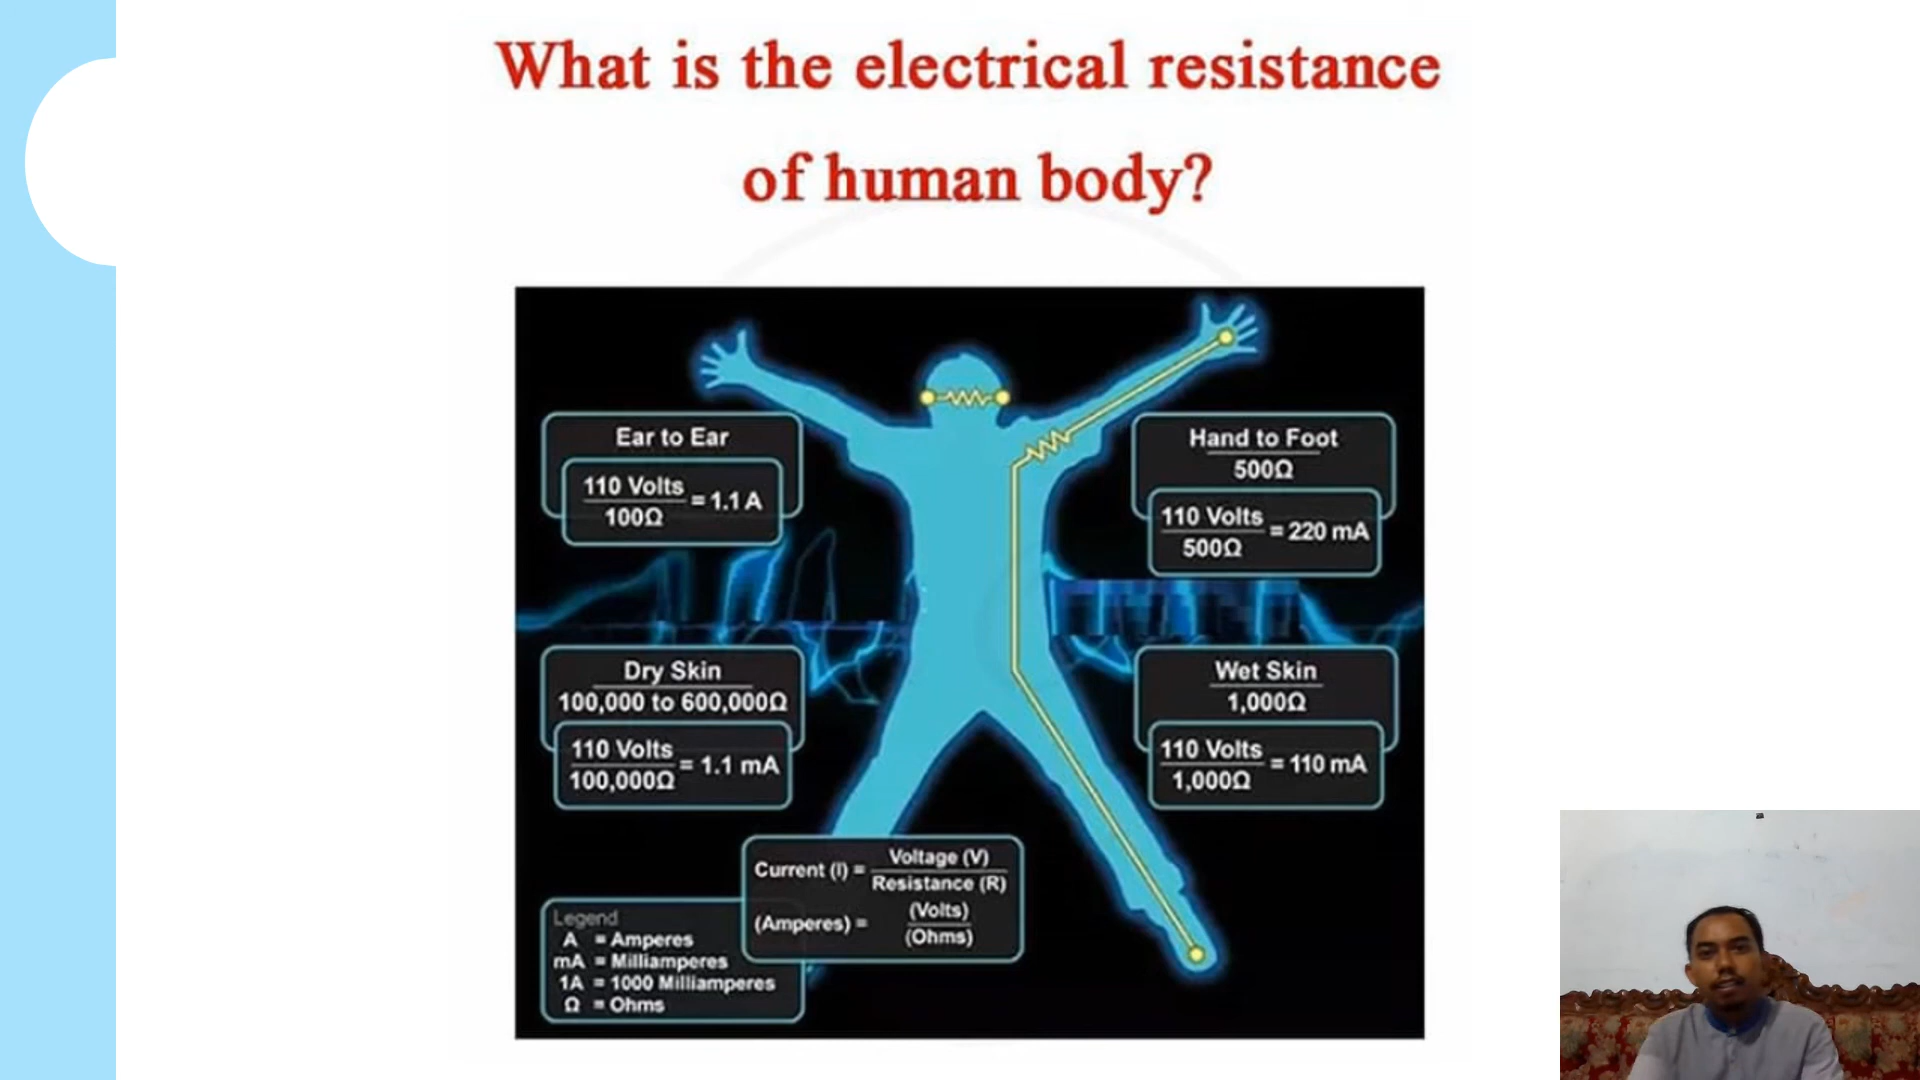 What is the electrical resistance
of human body?
Ear to Ear
110 Volts
100Ω
= 1.1 A
Hand to Foot
500Ω
110 Volts
500Ω
= 220 mA
Dry Skin
100,000 to 600,000Ω
110 Volts
100,000Ω
= 1.1 mA
Wet Skin
1,000Ω
110 Volts
1,000Ω
= 110 mA
Current (I) =
Voltage (V)
Resistance (R)
(Amperes) =
(Volts)
(Ohms)
Legend
A = Amperes
mA = Milliamperes
1A = 1000 Milliamperes
Ω = Ohms